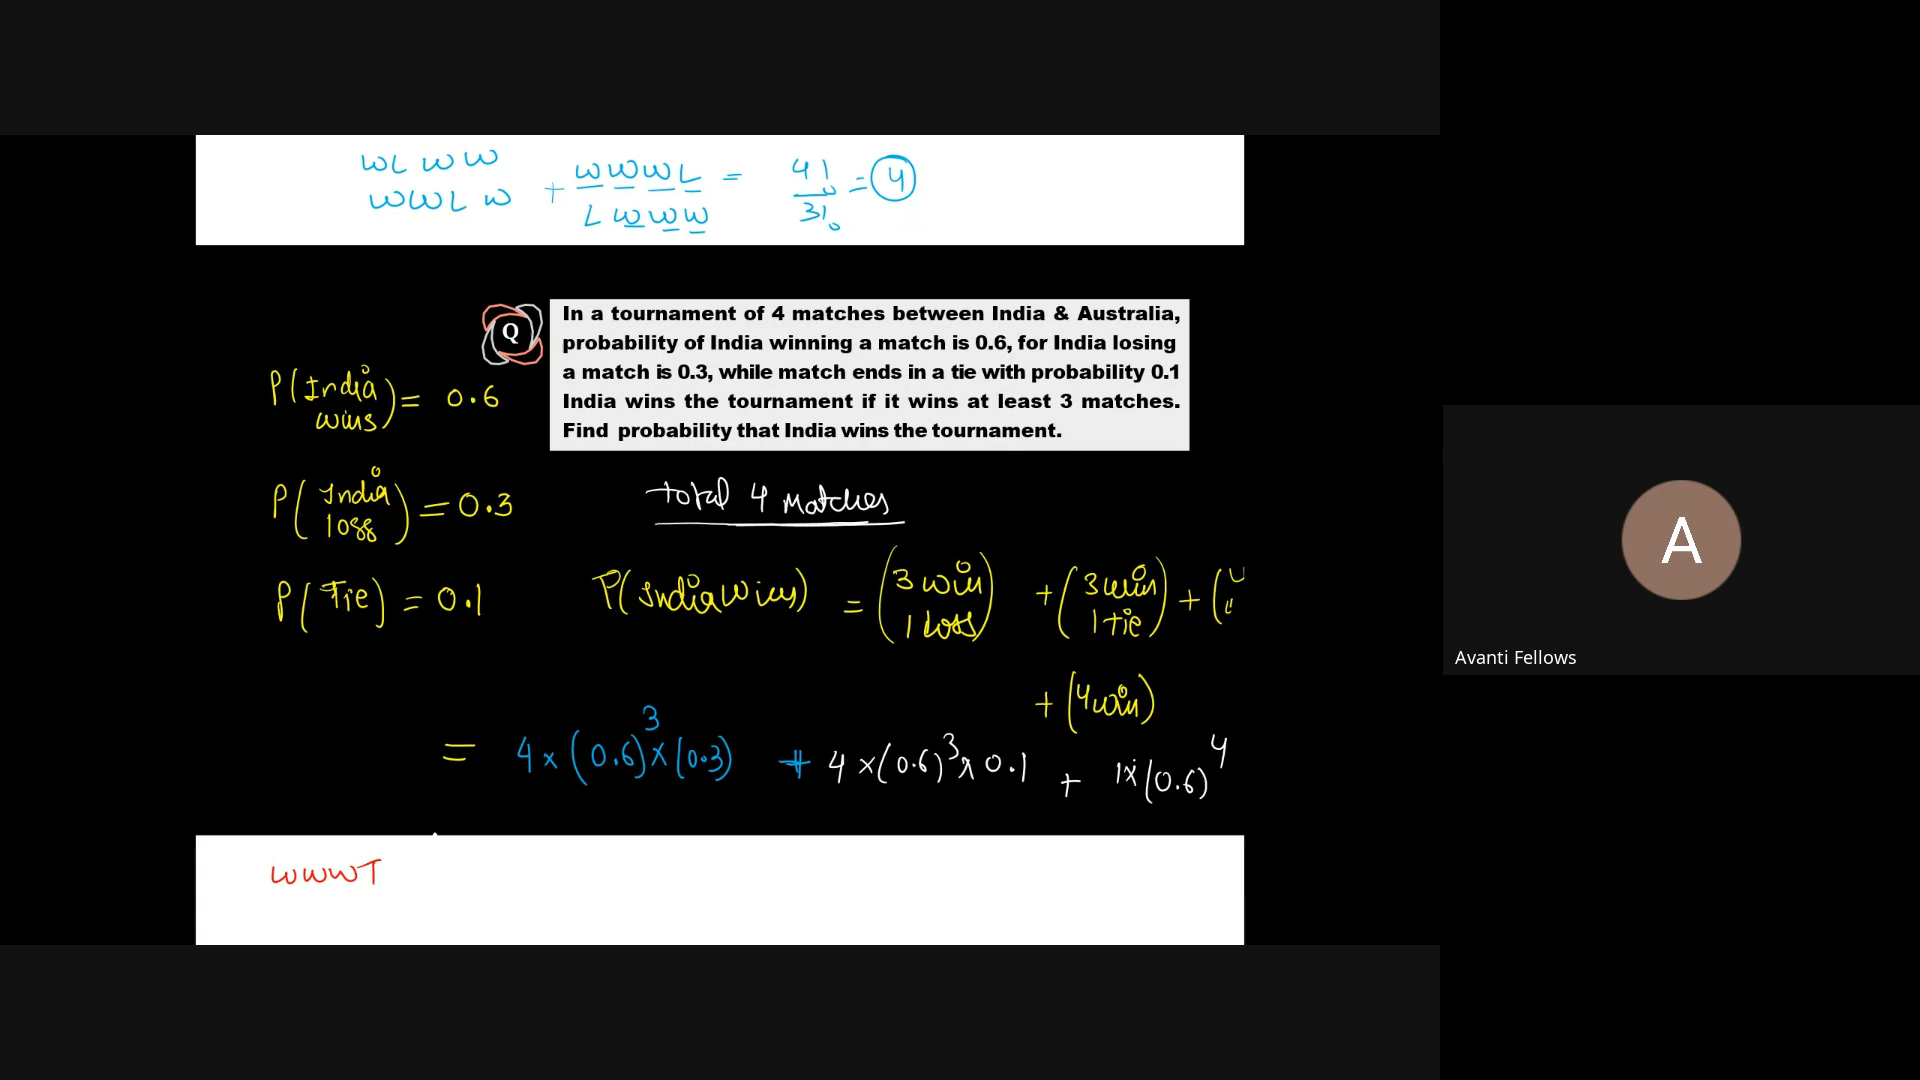 WL W W
W W L W + W W W L = 4! / 3! = 4
L W W W
Q
In a tournament of 4 matches between India & Australia,
probability of India winning a match is 0.6, for India losing
a match is 0.3, while match ends in a tie with probability 0.1
India wins the tournament if it wins at least 3 matches.
Find probability that India wins the tournament.
P(India wins) = 0.6
P(India loss) = 0.3
total 4 matches
P(Tie) = 0.1
P(India wins) = (3 win 1 loss) + (3 win 1 tie) + (
+ (4 win)
= 4 × (0.6)³ × (0.3) + 4 × (0.6)³ × 0.1 + 1 × (0.6)⁴
WWWT
A
Avanti Fellows